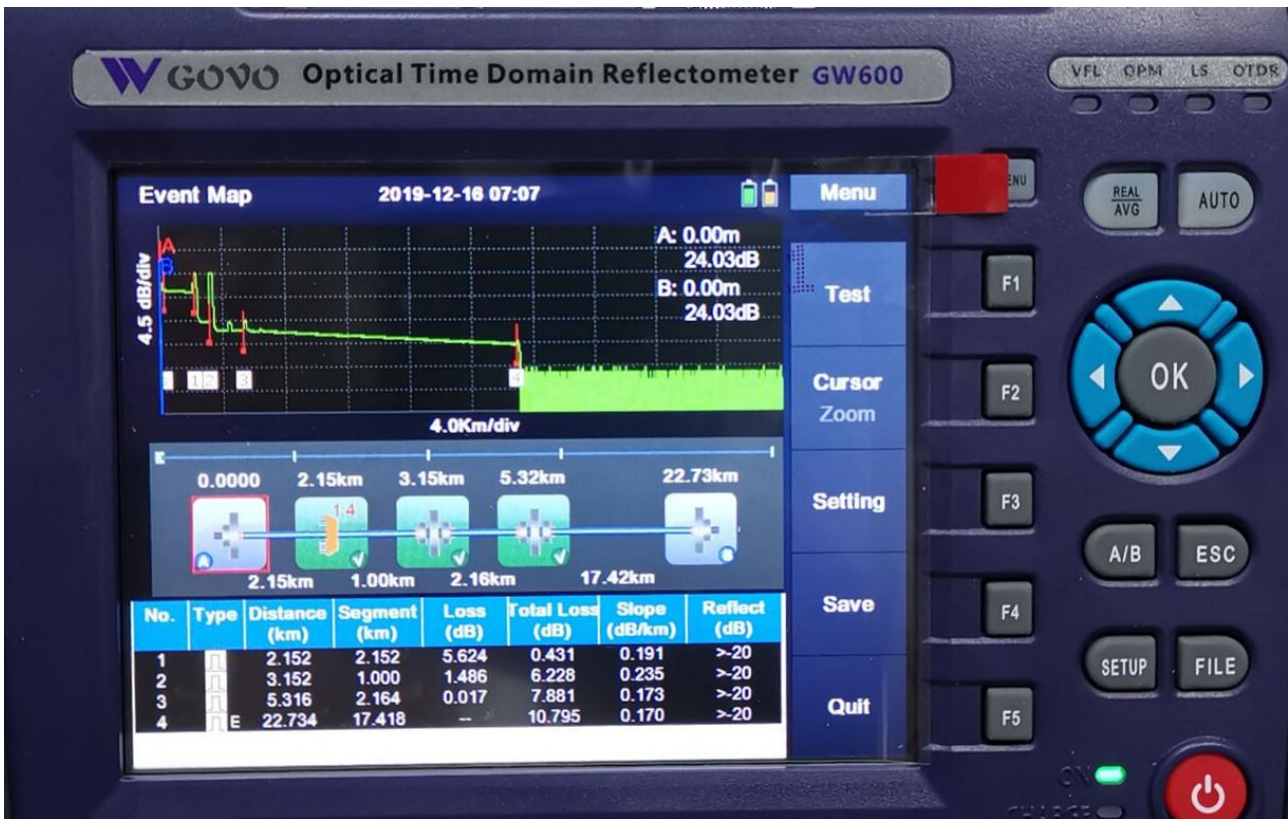 GOVO Optical Time Domain Reflectometer GW600
VFL OPM LS OTDR
Event Map 2019-12-16 07:07 Menu
REAL
AVG
AUTO
A
B
A: 0.00m
24.03dB
B: 0.00m
24.03dB
4.5 dB/div
1 2 3
4.0Km/div
Test
F1
Cursor
Zoom
F2
OK
Setting
F3
A/B
ESC
Save
F4
SETUP
FILE
Quit
F5
0.0000 2.15km 3.15km 5.32km 22.73km
1:4
A
B
2.15km 1.00km 2.16km 17.42km
No. Type Distance Segment Loss Total Loss Slope Reflect
(km) (km) (dB) (dB) (dB/km) (dB)
1 2.152 2.152 5.624 0.431 0.191 >-20
2 3.152 1.000 1.486 6.228 0.235 >-20
3 5.316 2.164 0.017 7.881 0.173 >-20
4 E 22.734 17.418 -- 10.795 0.170 >-20
ON
CHARGE